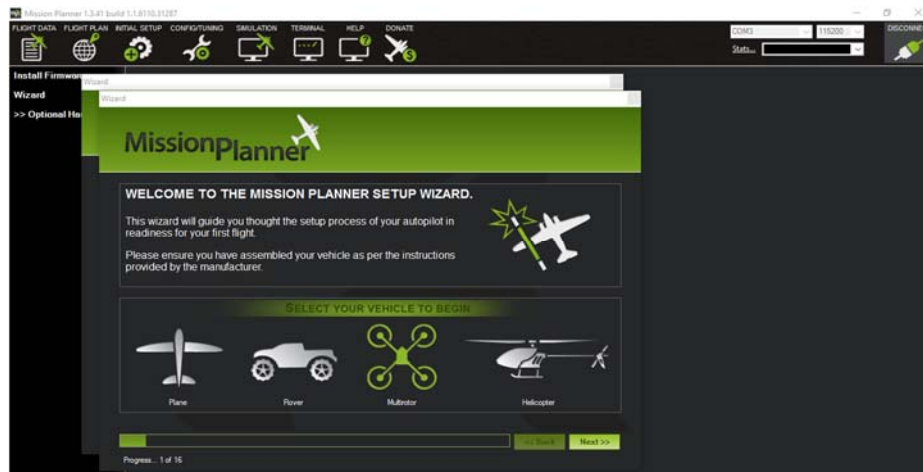 Mission Planner 1.3.41 build 1.1.6110.31287
FLIGHT DATA FLIGHT PLAN INITIAL SETUP CONFIG/TUNING SIMULATION TERMINAL HELP DONATE
COM3 115200 DISCONNE
Stats...
Install Firmware
Wizard
>> Optional Ha
Wizard
Wizard
MissionPlanner
WELCOME TO THE MISSION PLANNER SETUP WIZARD.
This wizard will guide you thought the setup process of your autopilot in
readiness for your first flight.
Please ensure you have assembled your vehicle as per the instructions
provided by the manufacturer.
SELECT YOUR VEHICLE TO BEGIN
Plane Rover Multirotor Helicopter
<< Back Next >>
Progress... 1 of 16